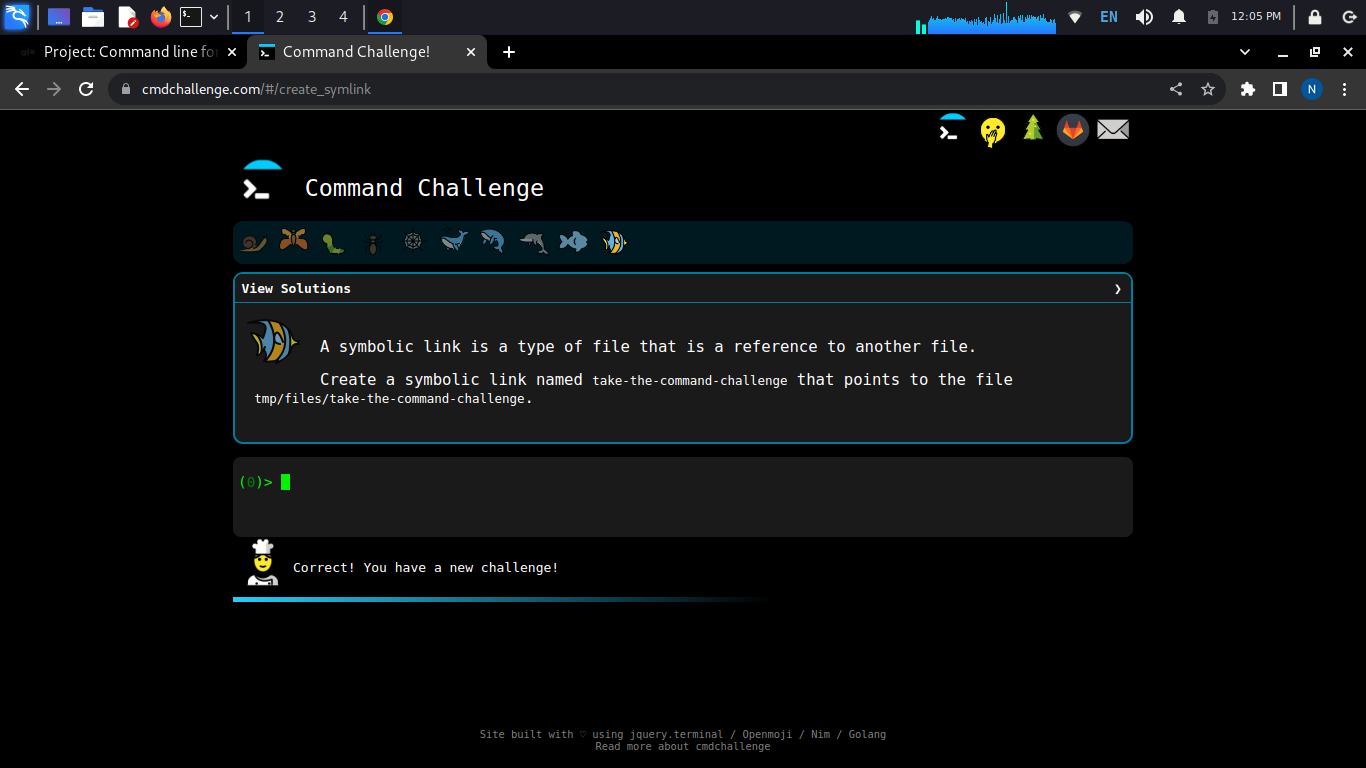 1 2 3 4 EN 12:05 PM
Project: Command line for Command Challenge!
cmdchallenge.com/#/create_symlink N
Command Challenge
View Solutions
A symbolic link is a type of file that is a reference to another file.
Create a symbolic link named take-the-command-challenge that points to the file
tmp/files/take-the-command-challenge.
(0)>
Correct! You have a new challenge!
Site built with ♡ using jquery.terminal / Openmoji / Nim / Golang
Read more about cmdchallenge